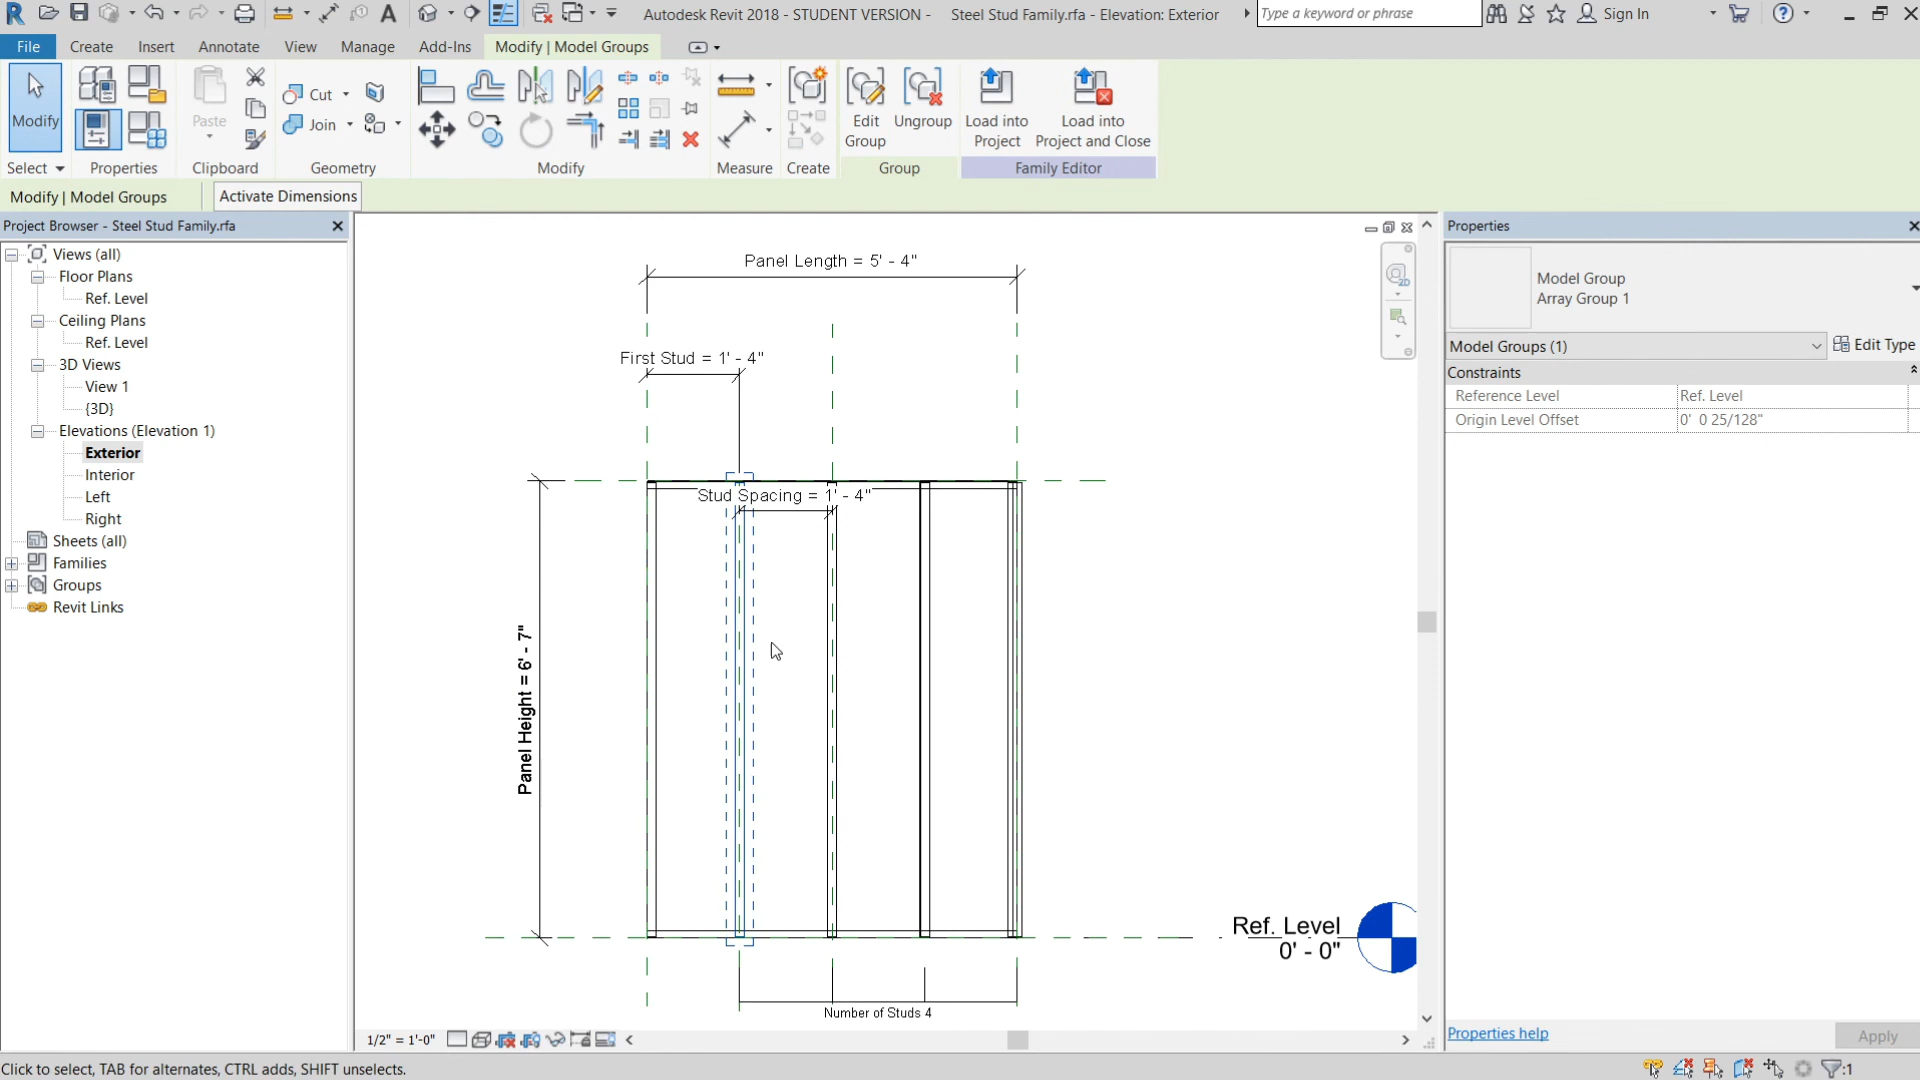 Autodesk Revit 2018 - STUDENT VERSION - Steel Stud Family.rfa - Elevation: Exterior
Type a keyword or phrase
Sign In
File Create Insert Annotate View Manage Add-Ins Modify | Model Groups
Modify
Paste
Cut
Join
Edit Group
Ungroup
Load into Project
Load into Project and Close
Select Properties Clipboard Geometry Modify Measure Create Group Family Editor
Modify | Model Groups
Activate Dimensions
Project Browser - Steel Stud Family.rfa
Views (all)
Floor Plans
Ref. Level
Ceiling Plans
Ref. Level
3D Views
View 1
{3D}
Elevations (Elevation 1)
Exterior
Interior
Left
Right
Sheets (all)
Families
Groups
Revit Links
Panel Length = 5' - 4"
First Stud = 1' - 4"
Stud Spacing = 1' - 4"
Panel Height = 6' - 7"
Ref. Level
0' - 0"
Number of Studs 4
1/2" = 1'-0"
Properties
Model Group
Array Group 1
Model Groups (1)
Edit Type
Constraints
Reference Level Ref. Level
Origin Level Offset 0' 0 25/128"
Properties help
Apply
Click to select, TAB for alternates, CTRL adds, SHIFT unselects.
:1